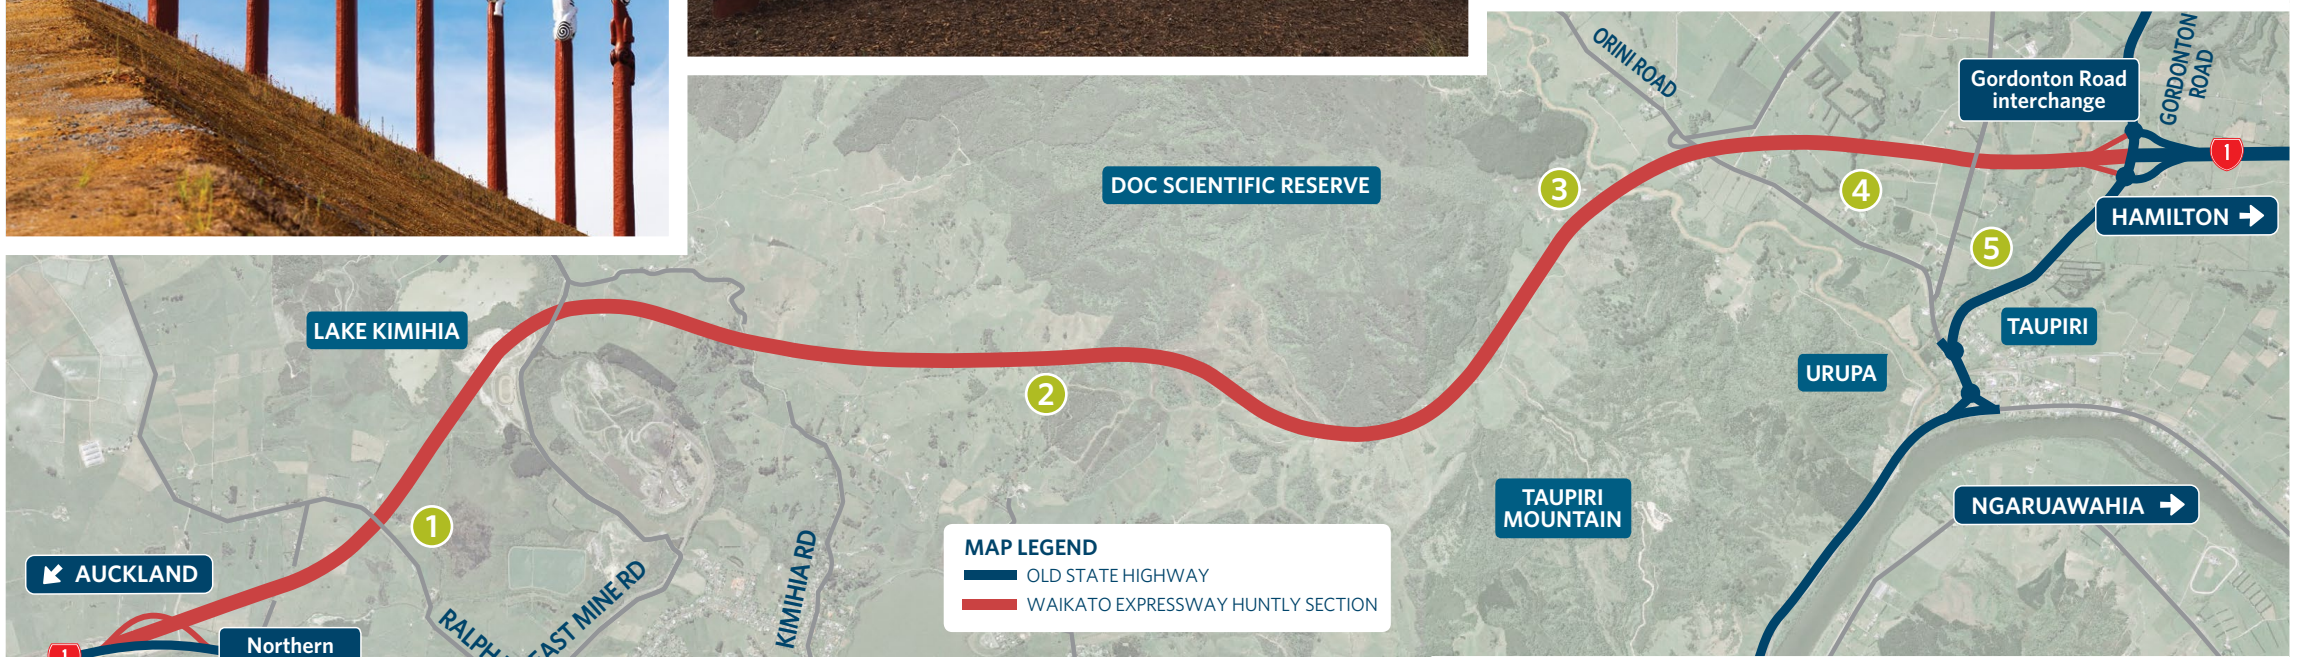 ORINI ROAD
GORDONTON
ROAD
Gordonton Road
interchange
1
DOC SCIENTIFIC RESERVE
3
4
HAMILTON
5
LAKE KIMIHIA
TAUPIRI
URUPA
2
TAUPIRI
MOUNTAIN
NGARUAWAHIA
1
AUCKLAND
MAP LEGEND
OLD STATE HIGHWAY
WAIKATO EXPRESSWAY HUNTLY SECTION
KIMIHIA RD
EAST MINE RD
RALPH
Northern
1